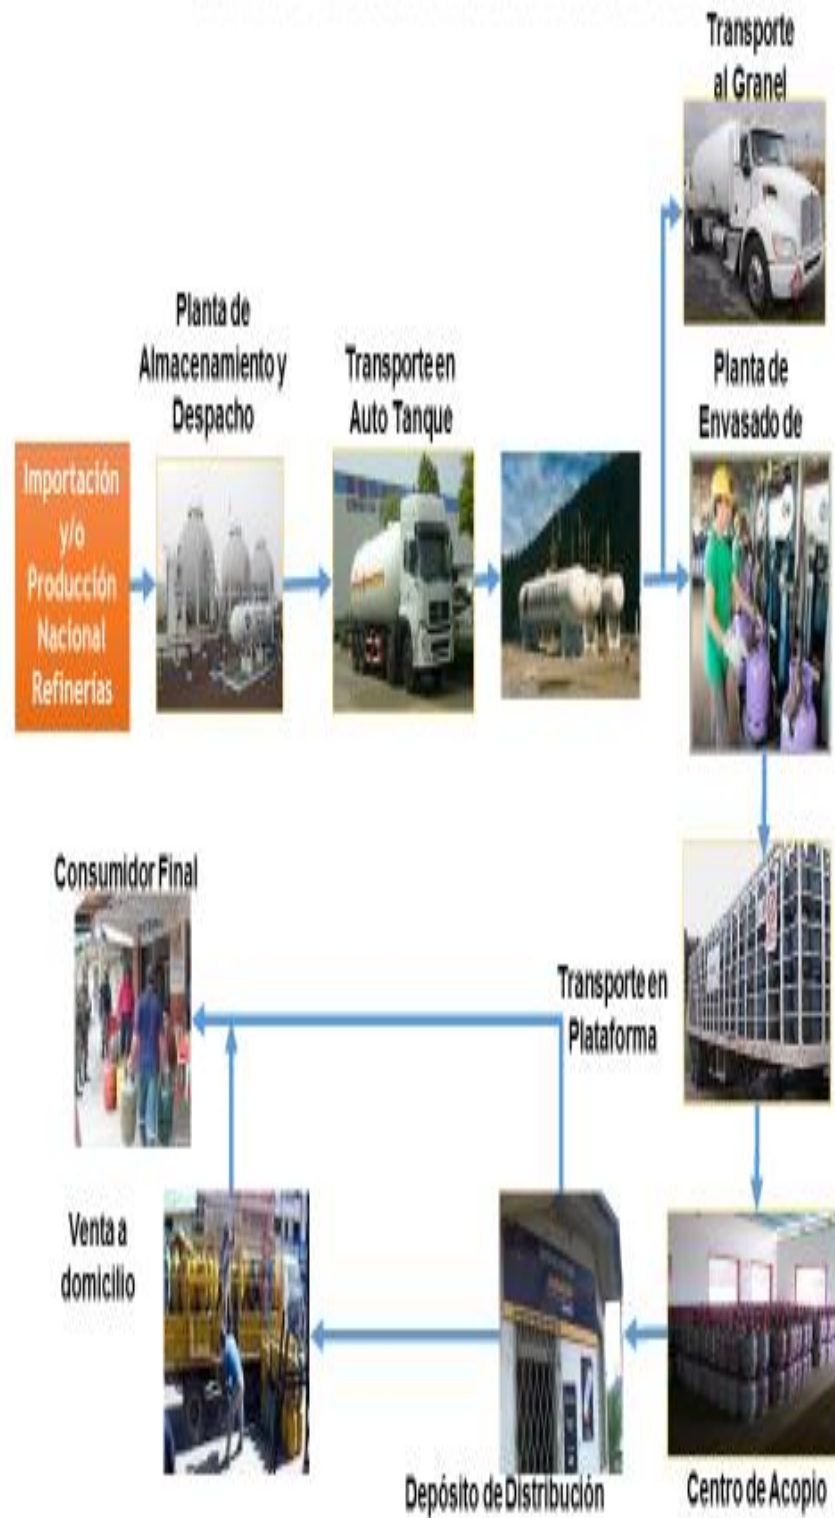 Transporte
al Granel
Planta de
Almacenamiento y
Despacho
Transporte en
Auto Tanque
Planta de
Envasado de
Importación
y/o
Producción
Nacional
Refinerías
Consumidor Final
Transporte en
Plataforma
Venta a
domicilio
Depósito de Distribución
Centro de Acopio